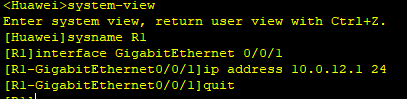 <Huawei>system-view
Enter system view, return user view with Ctrl+Z.
[Huawei]sysname R1
[R1]interface GigabitEthernet 0/0/1
[R1-GigabitEthernet0/0/1]ip address 10.0.12.1 24
[R1-GigabitEthernet0/0/1]quit
[R1]